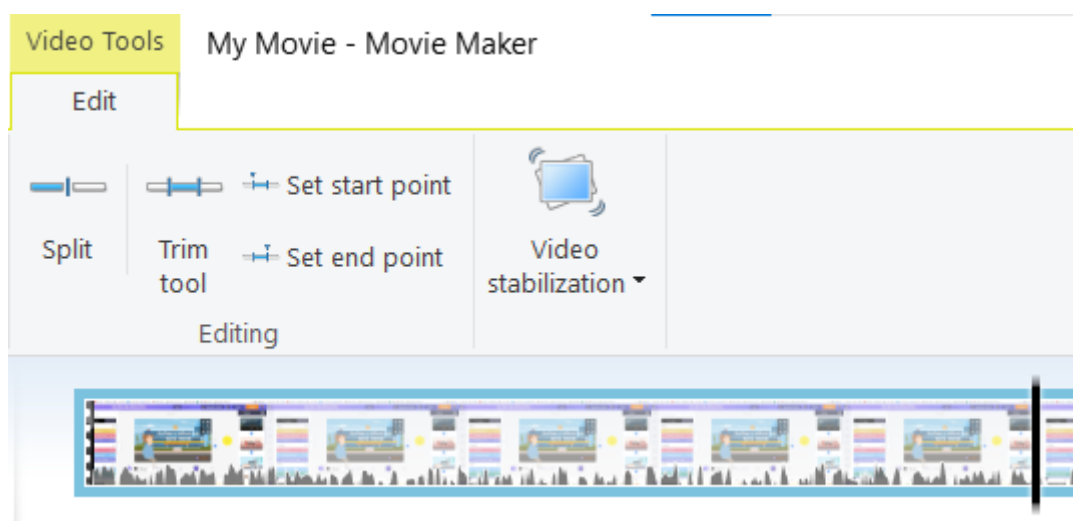 Video Tools
My Movie - Movie Maker
Edit
Split
Trim
tool
Set start point
Set end point
Video
stabilization
Editing